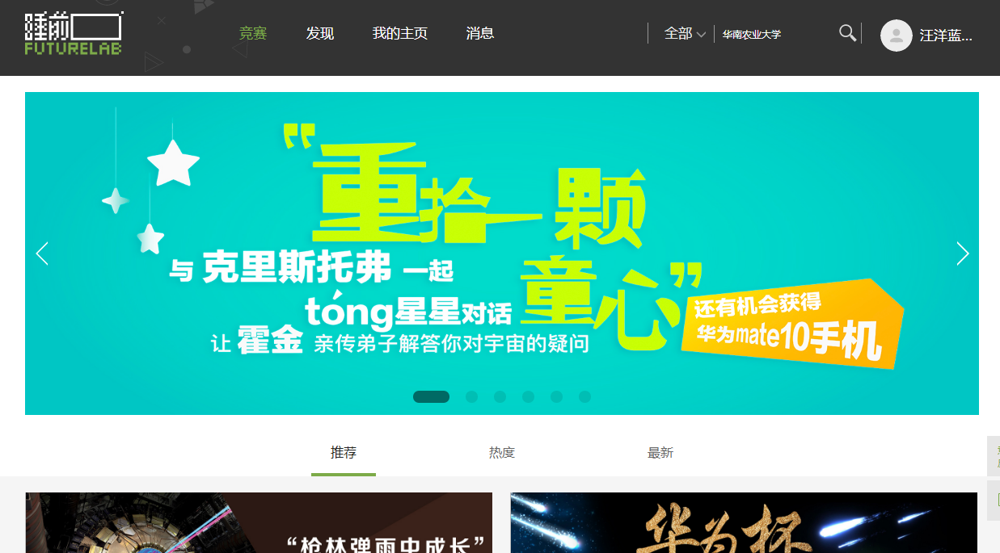 睡前
FUTURELAB
竞赛 发现 我的主页 消息 全部 华南农业大学 汪洋蓝...
“重拾一颗
童心”
与 克里斯托弗 一起
tóng星星对话
让 霍金 亲传弟子解答你对宇宙的疑问
还有机会获得
华为mate10手机
推荐 热度 最新
“枪林弹雨中成长”
华为杯